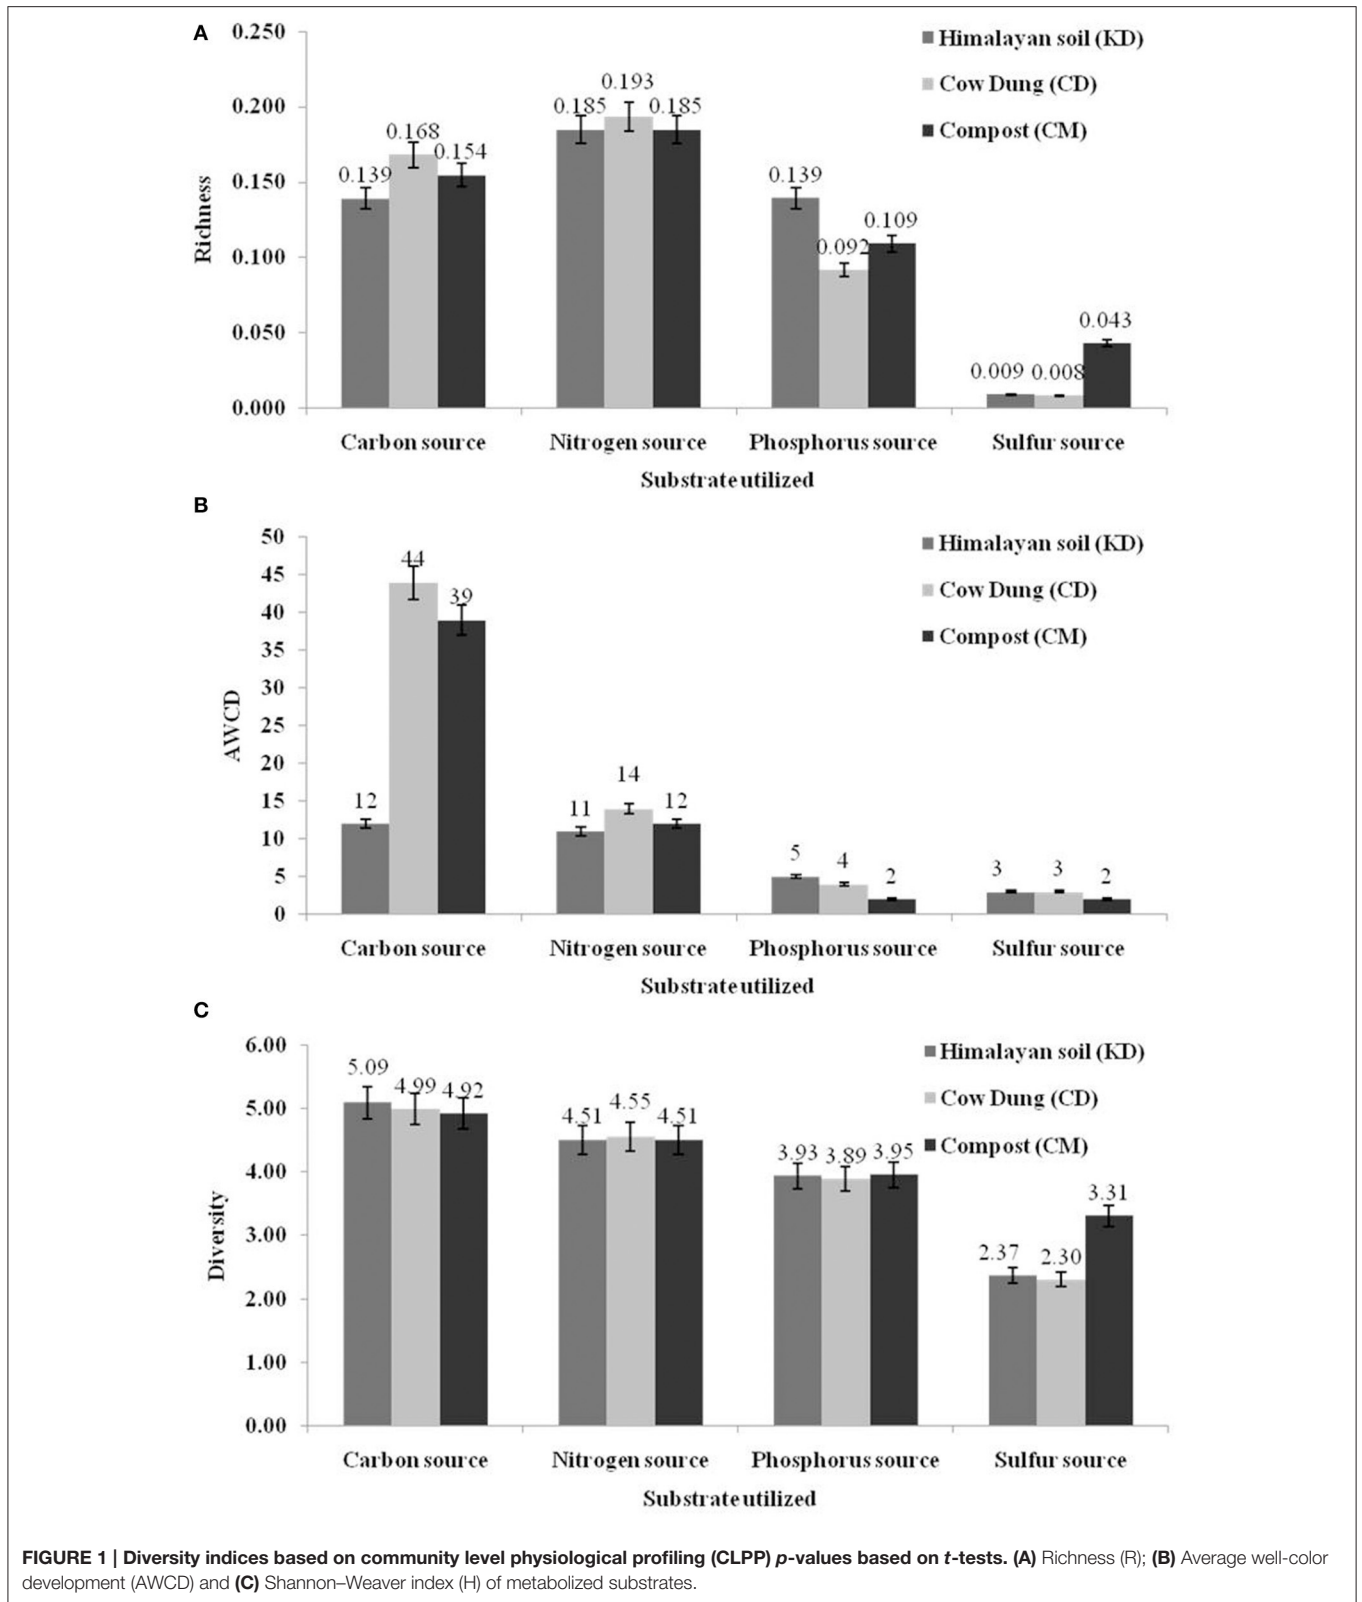 A
0.250
0.200
0.150
0.100
0.050
0.000
Richness
Himalayan soil (KD)
Cow Dung (CD)
Compost (CM)
0.139
0.168
0.154
0.185
0.193
0.185
0.139
0.092
0.109
0.009
0.008
0.043
Carbon source
Nitrogen source
Phosphorus source
Sulfur source
Substrate utilized
B
50
45
40
35
30
25
20
15
10
5
0
AWCD
Himalayan soil (KD)
Cow Dung (CD)
Compost (CM)
12
44
39
11
14
12
5
4
2
3
3
2
Carbon source
Nitrogen source
Phosphorus source
Sulfur source
Substrate utilized
C
6.00
5.00
4.00
3.00
2.00
1.00
0.00
Diversity
Himalayan soil (KD)
Cow Dung (CD)
Compost (CM)
5.09
4.99
4.92
4.51
4.55
4.51
3.93
3.89
3.95
2.37
2.30
3.31
Carbon source
Nitrogen source
Phosphorus source
Sulfur source
Substrate utilized
FIGURE 1 | Diversity indices based on community level physiological profiling (CLPP) p-values based on t-tests. (A) Richness (R); (B) Average well-color
development (AWCD) and (C) Shannon–Weaver index (H) of metabolized substrates.